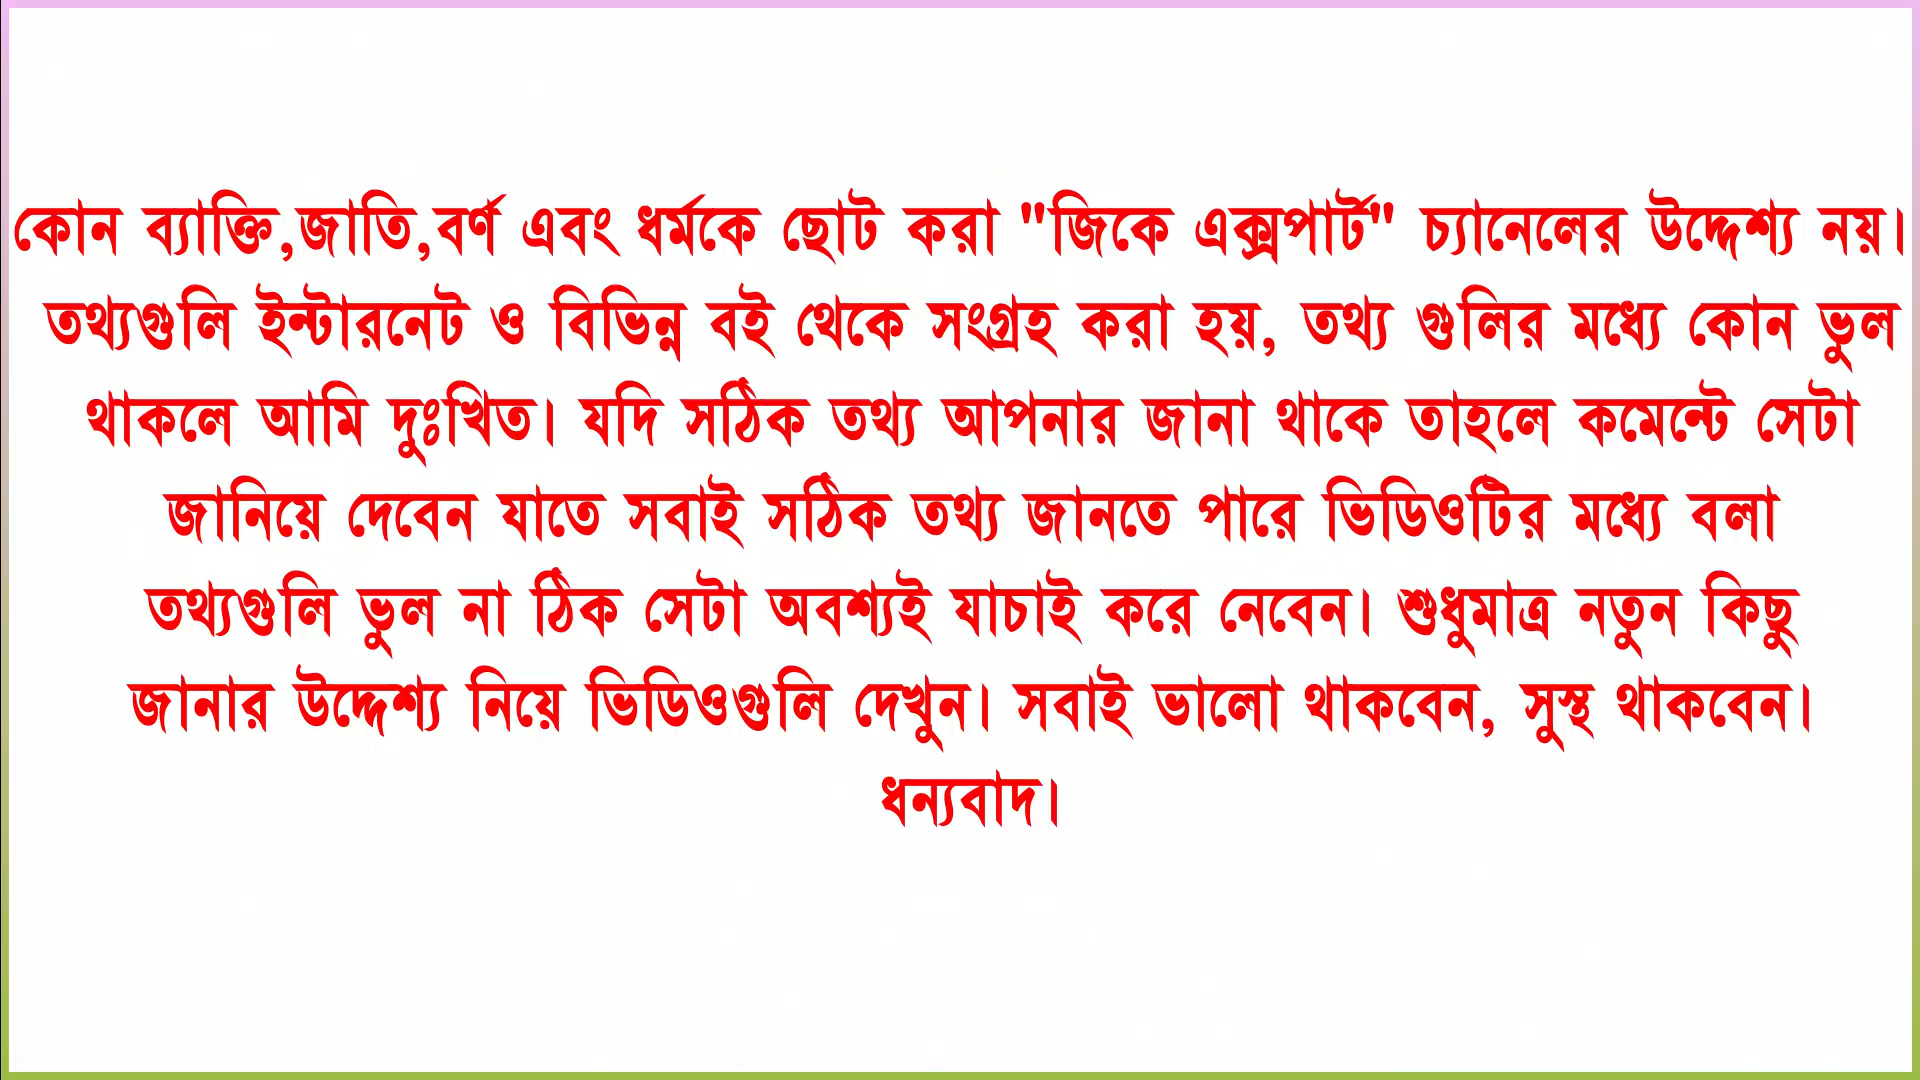 কোন ব্যাক্তি,জাতি,বর্ণ এবং ধর্মকে ছোট করা "জিকে এক্সপার্ট" চ্যানেলের উদ্দেশ্য নয়।
তথ্যগুলি ইন্টারনেট ও বিভিন্ন বই থেকে সংগ্রহ করা হয়, তথ্য গুলির মধ্যে কোন ভুল
থাকলে আমি দুঃখিত। যদি সঠিক তথ্য আপনার জানা থাকে তাহলে কমেন্টে সেটা
জানিয়ে দেবেন যাতে সবাই সঠিক তথ্য জানতে পারে ভিডিওটির মধ্যে বলা
তথ্যগুলি ভুল না ঠিক সেটা অবশ্যই যাচাই করে নেবেন। শুধুমাত্র নতুন কিছু
জানার উদ্দেশ্য নিয়ে ভিডিওগুলি দেখুন। সবাই ভালো থাকবেন, সুস্থ থাকবেন।
ধন্যবাদ।